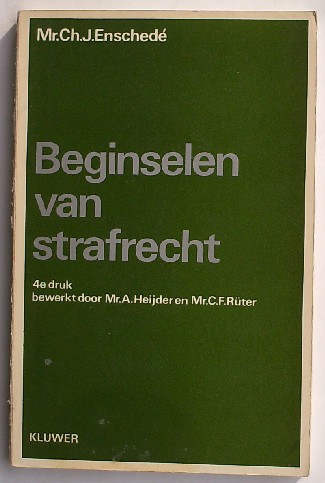 Mr.Ch.J.Enschedé
Beginselen
van
strafrecht
4e druk
bewerkt door Mr.A.Heijder en Mr.C.F.Rüter
KLUWER